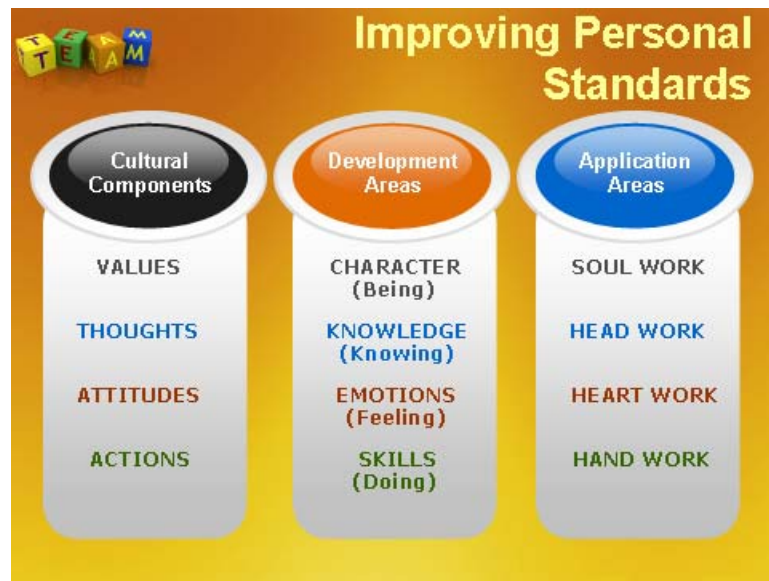 TEAM
Improving Personal
Standards
Cultural
Components
VALUES
THOUGHTS
ATTITUDES
ACTIONS
Development
Areas
CHARACTER
(Being)
KNOWLEDGE
(Knowing)
EMOTIONS
(Feeling)
SKILLS
(Doing)
Application
Areas
SOUL WORK
HEAD WORK
HEART WORK
HAND WORK